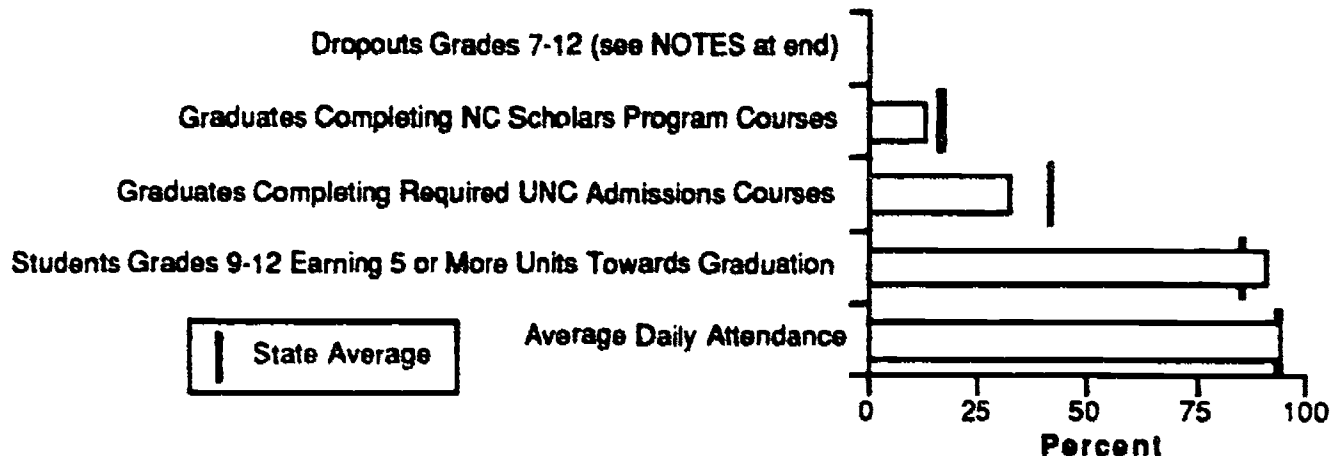 Dropouts Grades 7-12 (see NOTES at end)
Graduates Completing NC Scholars Program Courses
Graduates Completing Required UNC Admissions Courses
Students Grades 9-12 Earning 5 or More Units Towards Graduation
Average Daily Attendance
State Average
0 25 50 75 100
Percent